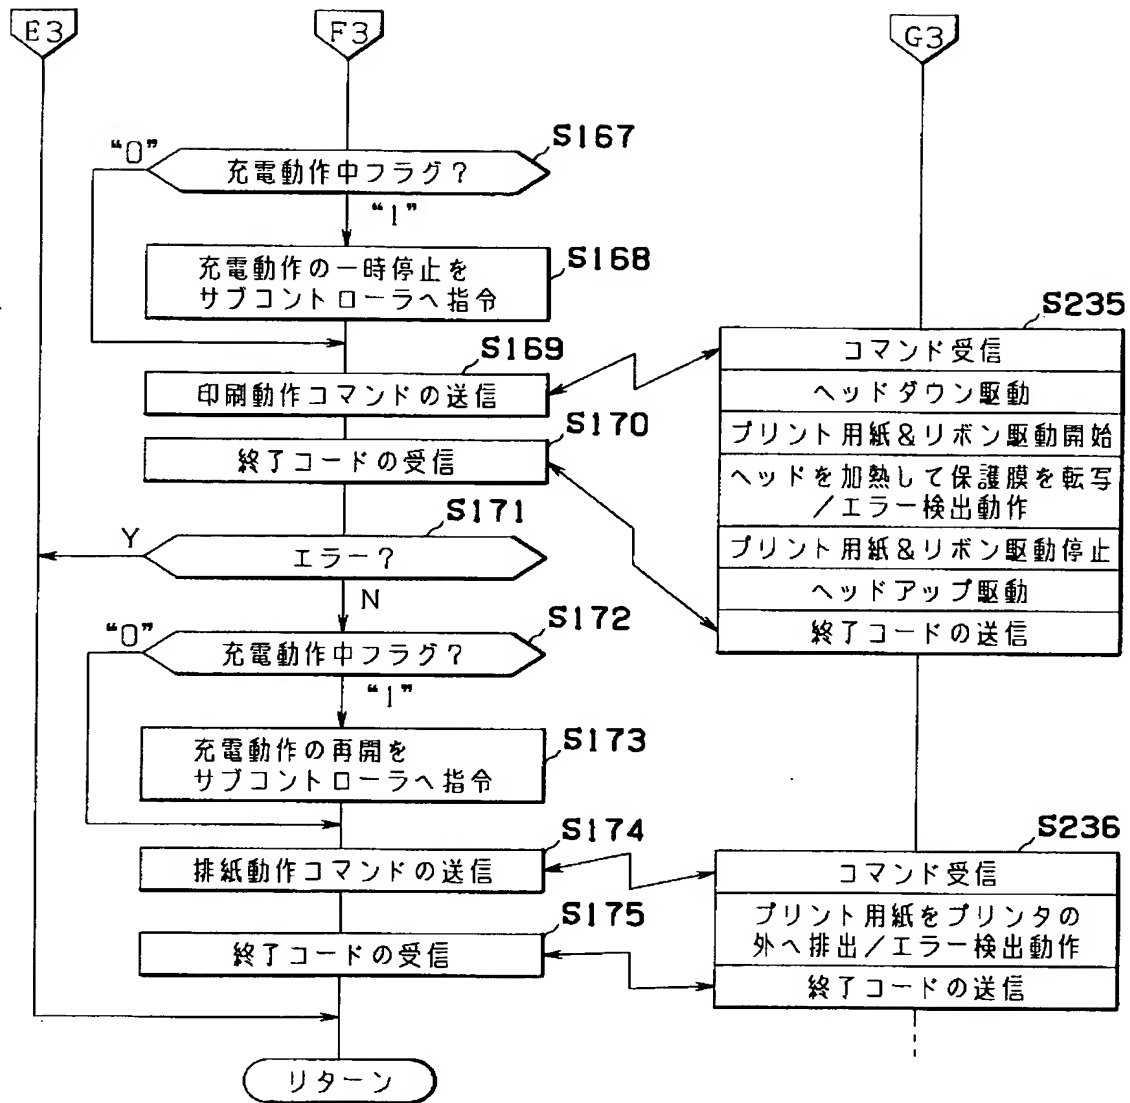 E3
F3
G3
S167
“0”
充電動作中フラグ？
“1”
S168
充電動作の一時停止を
サブコントローラへ指令
S169
印刷動作コマンドの送信
S170
終了コードの受信
S171
Y
エラー？
N
S172
“0”
充電動作中フラグ？
“1”
S173
充電動作の再開を
サブコントローラへ指令
S174
排紙動作コマンドの送信
S175
終了コードの受信
リターン
S235
コマンド受信
ヘッドダウン駆動
プリント用紙＆リボン駆動開始
ヘッドを加熱して保護膜を転写
／エラー検出動作
プリント用紙＆リボン駆動停止
ヘッドアップ駆動
終了コードの送信
S236
コマンド受信
プリント用紙をプリンタの
外へ排出／エラー検出動作
終了コードの送信